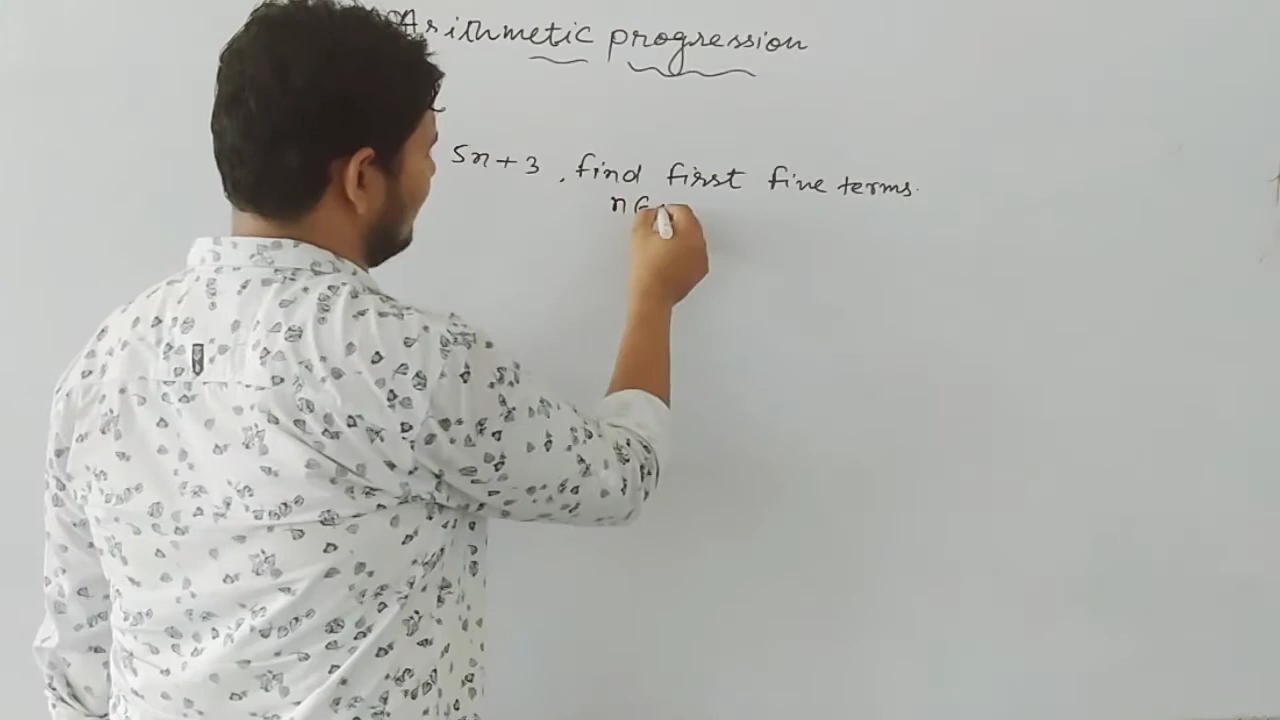 Arithmetic progression
5n+3, find first five terms.
n ∈